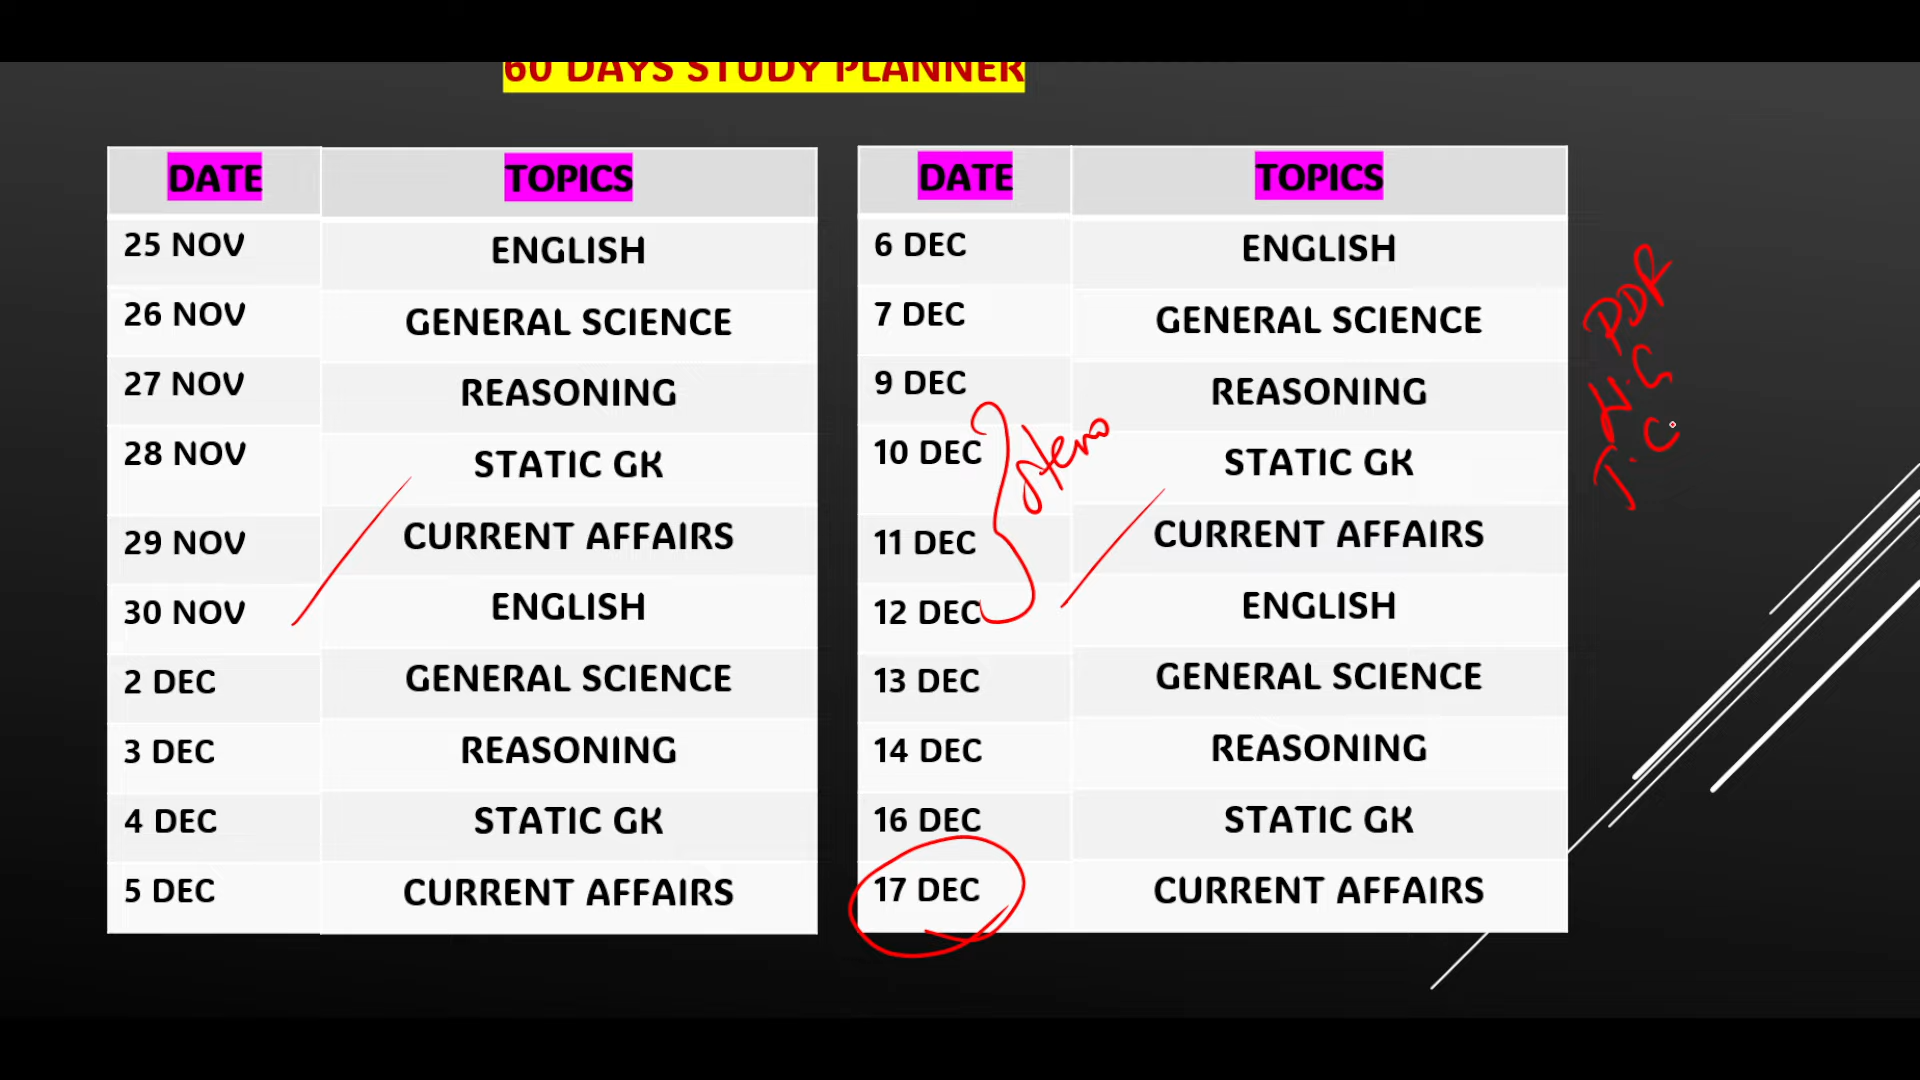 60 DAYS STUDY PLANNER
DATE TOPICS
25 NOV ENGLISH
26 NOV GENERAL SCIENCE
27 NOV REASONING
28 NOV STATIC GK
29 NOV CURRENT AFFAIRS
30 NOV ENGLISH
2 DEC GENERAL SCIENCE
3 DEC REASONING
4 DEC STATIC GK
5 DEC CURRENT AFFAIRS
DATE TOPICS
6 DEC ENGLISH
7 DEC GENERAL SCIENCE
9 DEC REASONING
10 DEC STATIC GK
11 DEC CURRENT AFFAIRS
12 DEC ENGLISH
13 DEC GENERAL SCIENCE
14 DEC REASONING
16 DEC STATIC GK
17 DEC CURRENT AFFAIRS
Steno
PDF
T.C